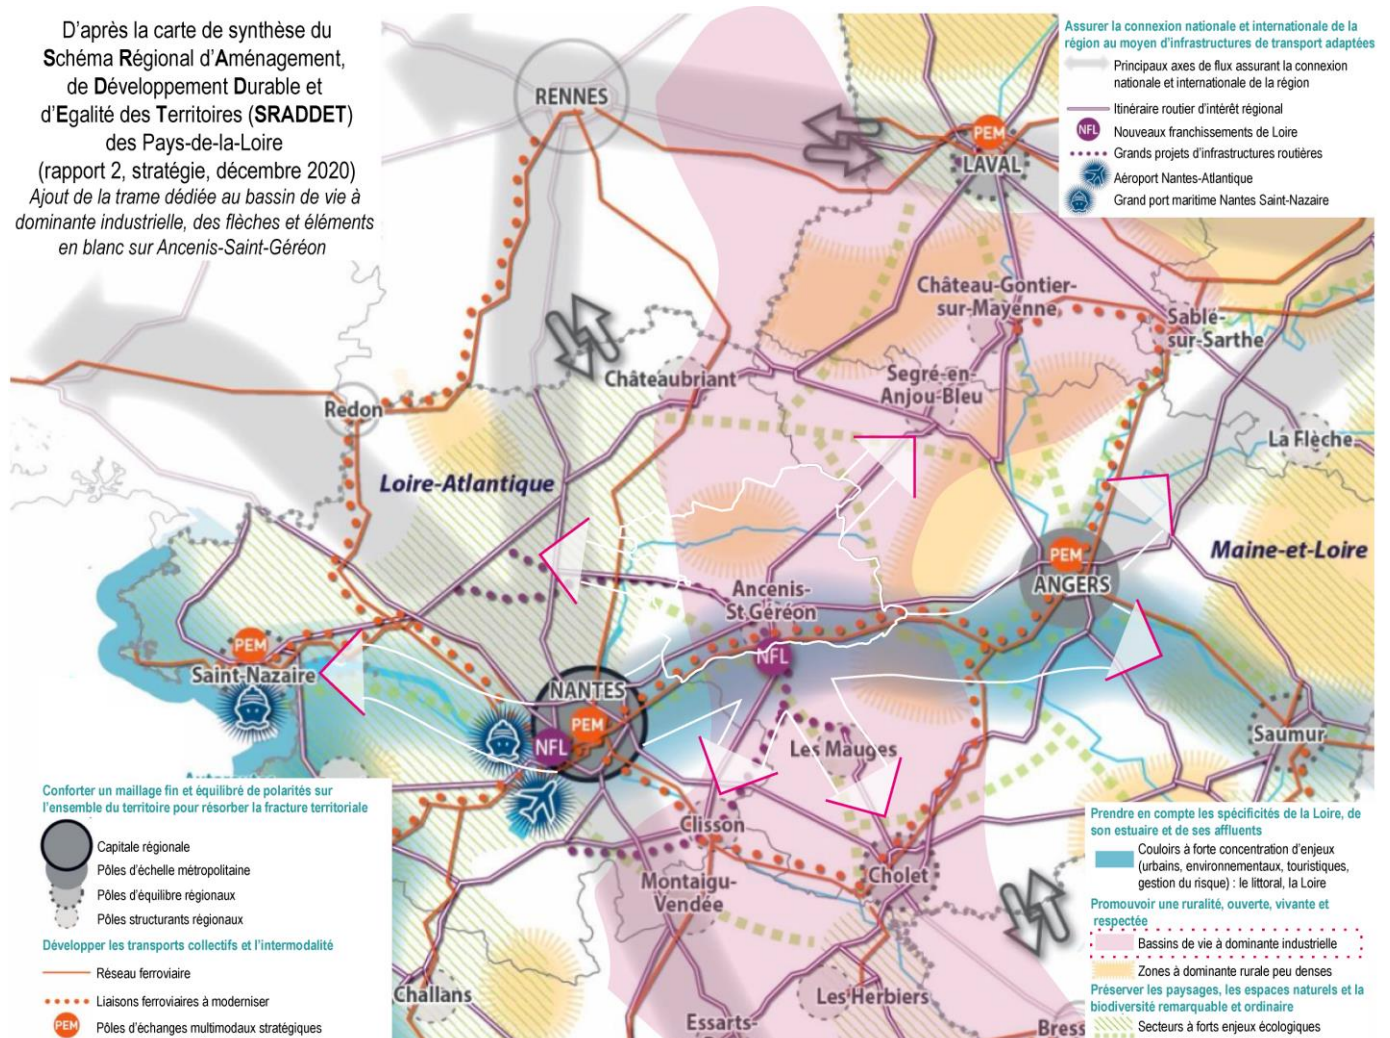 D'après la carte de synthèse du
Schéma Régional d'Aménagement,
de Développement Durable et
d'Egalité des Territoires (SRADDET)
des Pays-de-la-Loire
(rapport 2, stratégie, décembre 2020)
Ajout de la trame dédiée au bassin de vie à
dominante industrielle, des flèches et éléments
en blanc sur Ancenis-Saint-Géréon
Assurer la connexion nationale et internationale de la
région au moyen d'infrastructures de transport adaptées
Principaux axes de flux assurant la connexion
nationale et internationale de la région
Itinéraire routier d'intérêt régional
NFL
Nouveaux franchissements de Loire
Grands projets d'infrastructures routières
Aéroport Nantes-Atlantique
Grand port maritime Nantes Saint-Nazaire
RENNES
PEM
LAVAL
Château-Gontier-
sur-Mayenne
Sablé-
sur-Sarthe
Châteaubriant
Segré-en-
Anjou-Bleu
Redon
La Flèche
Loire-Atlantique
Maine-et-Loire
PEM
ANGERS
Ancenis-
St Géréon
NFL
PEM
Saint-Nazaire
NANTES
PEM
NFL
Les Mauges
Saumur
Clisson
Cholet
Montaigu-
Vendée
Challans
Les Herbiers
Essarts-
Bress
Conforter un maillage fin et équilibré de polarités sur
l'ensemble du territoire pour résorber la fracture territoriale
Capitale régionale
Pôles d'échelle métropolitaine
Pôles d'équilibre régionaux
Pôles structurants régionaux
Développer les transports collectifs et l'intermodalité
Réseau ferroviaire
Liaisons ferroviaires à moderniser
PEM
Pôles d'échanges multimodaux stratégiques
Prendre en compte les spécificités de la Loire, de
son estuaire et de ses affluents
Couloirs à forte concentration d'enjeux
(urbains, environnementaux, touristiques,
gestion du risque) : le littoral, la Loire
Promouvoir une ruralité, ouverte, vivante et
respectée
Bassins de vie à dominante industrielle
Zones à dominante rurale peu denses
Préserver les paysages, les espaces naturels et la
biodiversité remarquable et ordinaire
Secteurs à forts enjeux écologiques